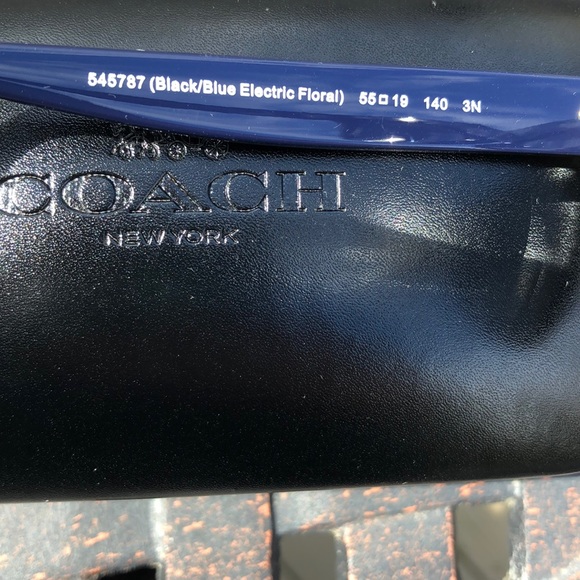 545787 (Black/Blue Electric Floral) 55□19 140 3N
COACH
NEW YORK